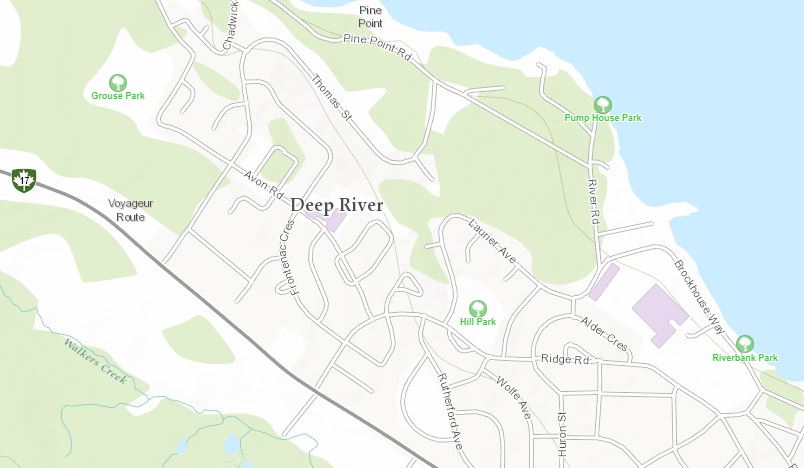 Pine
Point
Chadwick
Pine Point Rd
Thomas St
Grouse Park
Pump House Park
17
Avon Rd
River Rd
Voyageur
Route
Deep River
Laurier Ave
Frontenac Cres
Brockhouse Way
Hill Park
Alder Cres
Walkers Creek
Ridge Rd
Riverbank Park
Rutherford Ave
Wolfe Ave
Huron St